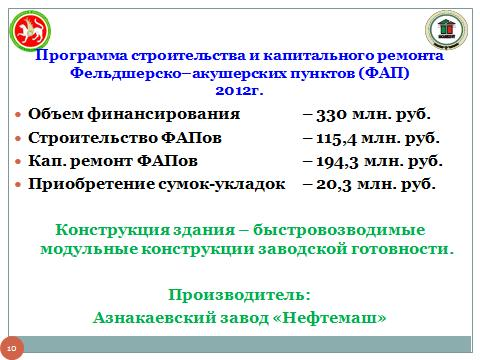 Программа строительства и капитального ремонта
Фельдшерско–акушерских пунктов (ФАП)
2012г.
• Объем финансирования – 330 млн. руб.
• Строительство ФАПов – 115,4 млн. руб.
• Кап. ремонт ФАПов – 194,3 млн. руб.
• Приобретение сумок-укладок – 20,3 млн. руб.
Конструкция здания – быстровозводимые
модульные конструкции заводской готовности.
Производитель:
Азнакаевский завод «Нефтемаш»
10